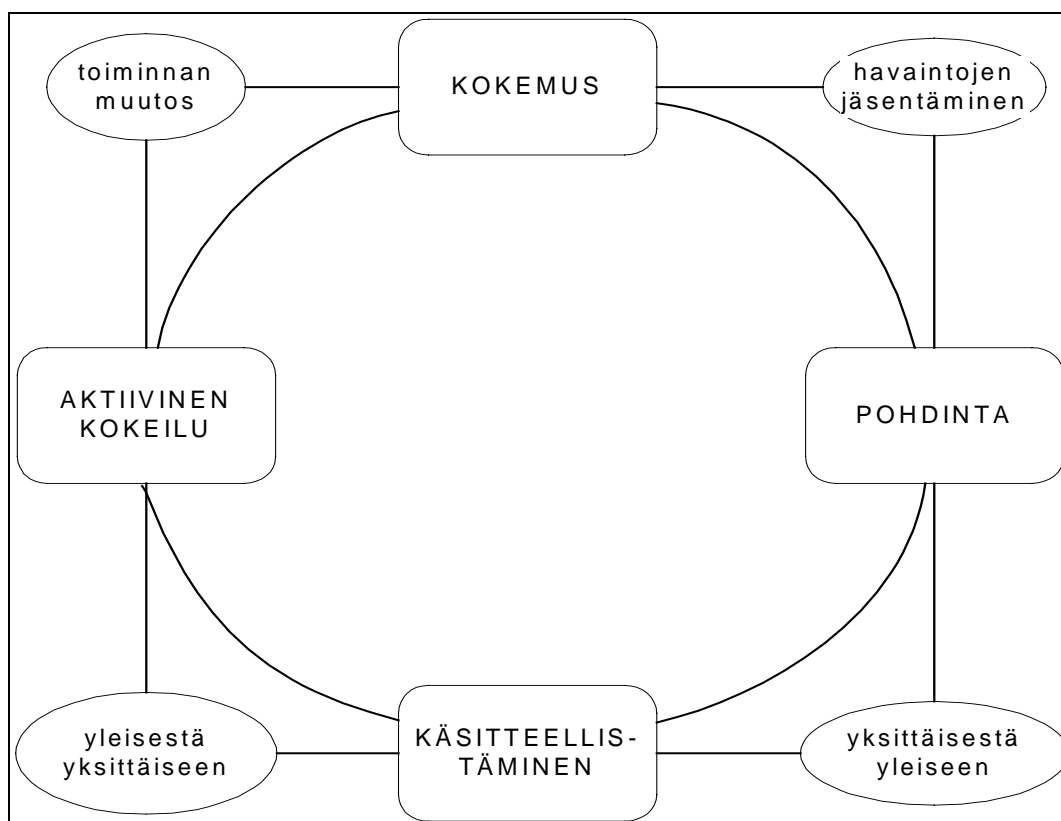 toiminnan
muutos
KOKEMUS
havaintojen
jäsentäminen
AKTIIVINEN
KOKEILU
POHDINTA
yleisestä
yksittäiseen
KÄSITTEELLIS-
TÄMINEN
yksittäisestä
yleiseen